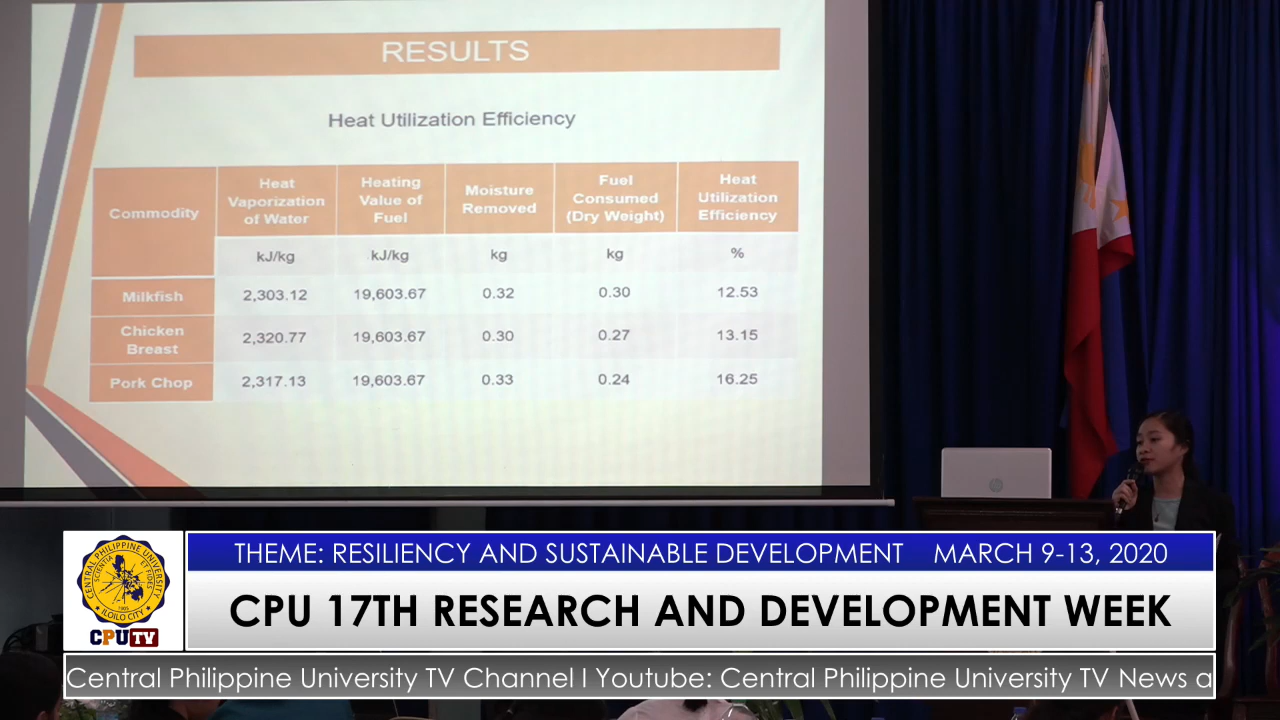 RESULTS
Heat Utilization Efficiency
Commodity
Heat
Vaporization
of Water
Heating
Value of
Fuel
Moisture
Removed
Fuel
Consumed
(Dry Weight)
Heat
Utilization
Efficiency
kJ/kg kJ/kg kg kg %
Milkfish 2,303.12 19,603.67 0.32 0.30 12.53
Chicken
Breast 2,320.77 19,603.67 0.30 0.27 13.15
Pork Chop 2,317.13 19,603.67 0.33 0.24 16.25
CENTRAL PHILIPPINE UNIVERSITY
SCIENTIA ET FIDES
1905
ILOILO CITY
CPUTV
THEME: RESILIENCY AND SUSTAINABLE DEVELOPMENT MARCH 9-13, 2020
CPU 17TH RESEARCH AND DEVELOPMENT WEEK
Central Philippine University TV Channel l Youtube: Central Philippine University TV News a
hp